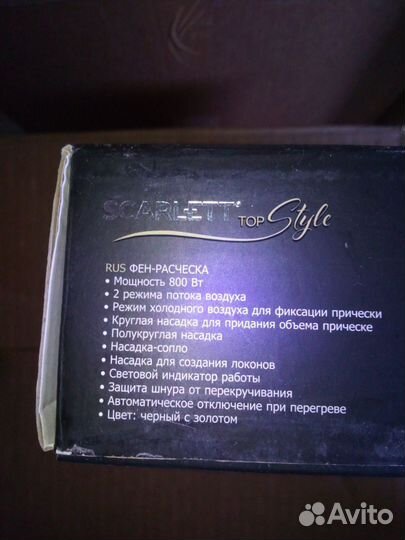 SCARLETT® TOP Style
RUS ФЕН-РАСЧЕСКА
• Мощность 800 Вт
• 2 режима потока воздуха
• Режим холодного воздуха для фиксации прически
• Круглая насадка для придания объема прическе
• Полукруглая насадка
• Насадка-сопло
• Насадка для создания локонов
• Световой индикатор работы
• Защита шнура от перекручивания
• Автоматическое отключение при перегреве
• Цвет: черный с золотом
Avito